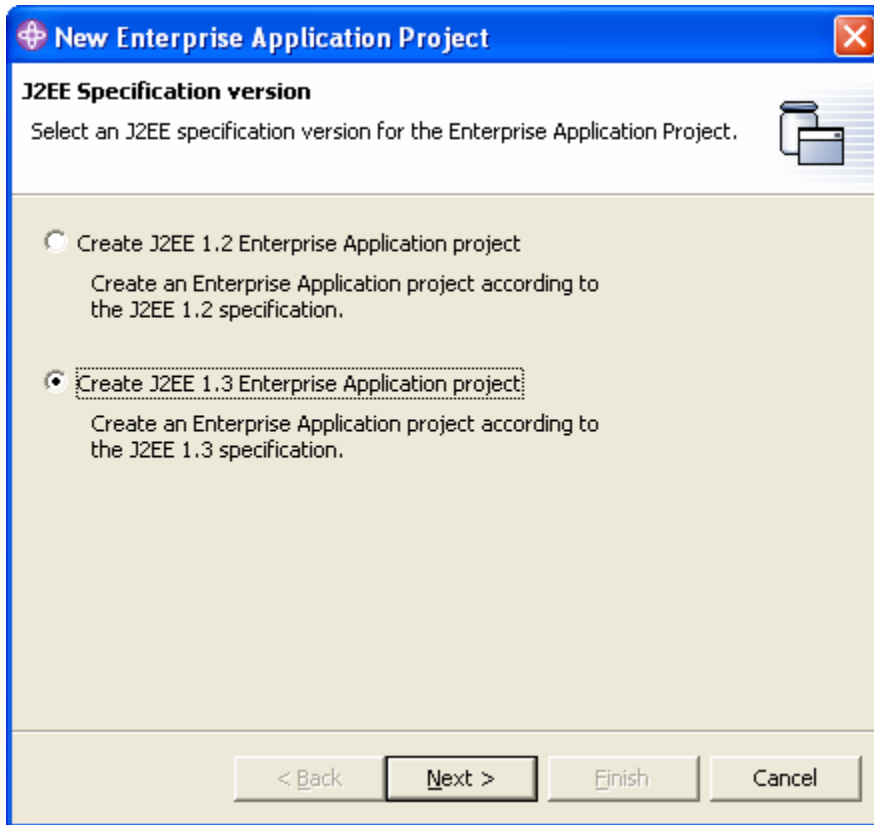 New Enterprise Application Project
J2EE Specification version
Select an J2EE specification version for the Enterprise Application Project.
Create J2EE 1.2 Enterprise Application project
Create an Enterprise Application project according to
the J2EE 1.2 specification.
Create J2EE 1.3 Enterprise Application project
Create an Enterprise Application project according to
the J2EE 1.3 specification.
< Back Next > Finish Cancel